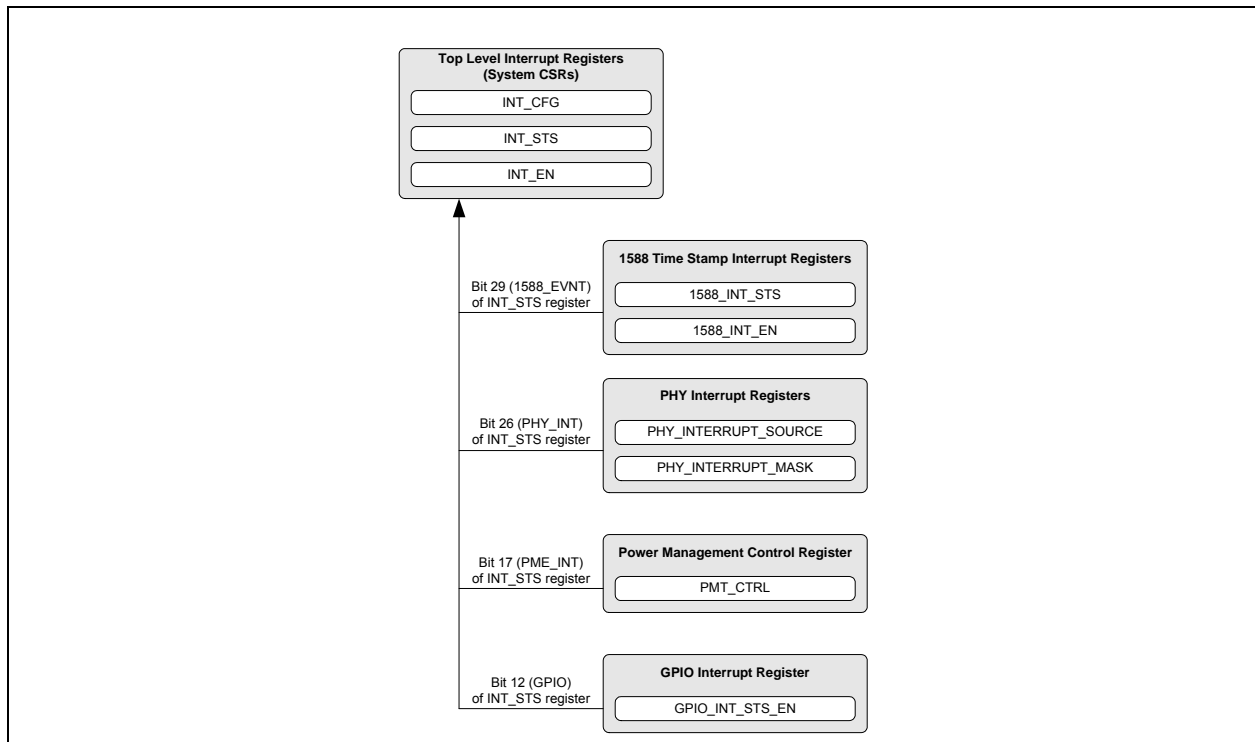 Top Level Interrupt Registers
(System CSRs)
INT_CFG
INT_STS
INT_EN
1588 Time Stamp Interrupt Registers
Bit 29 (1588_EVNT)
of INT_STS register
1588_INT_STS
1588_INT_EN
PHY Interrupt Registers
Bit 26 (PHY_INT)
of INT_STS register
PHY_INTERRUPT_SOURCE
PHY_INTERRUPT_MASK
Power Management Control Register
Bit 17 (PME_INT)
of INT_STS register
PMT_CTRL
GPIO Interrupt Register
Bit 12 (GPIO)
of INT_STS register
GPIO_INT_STS_EN